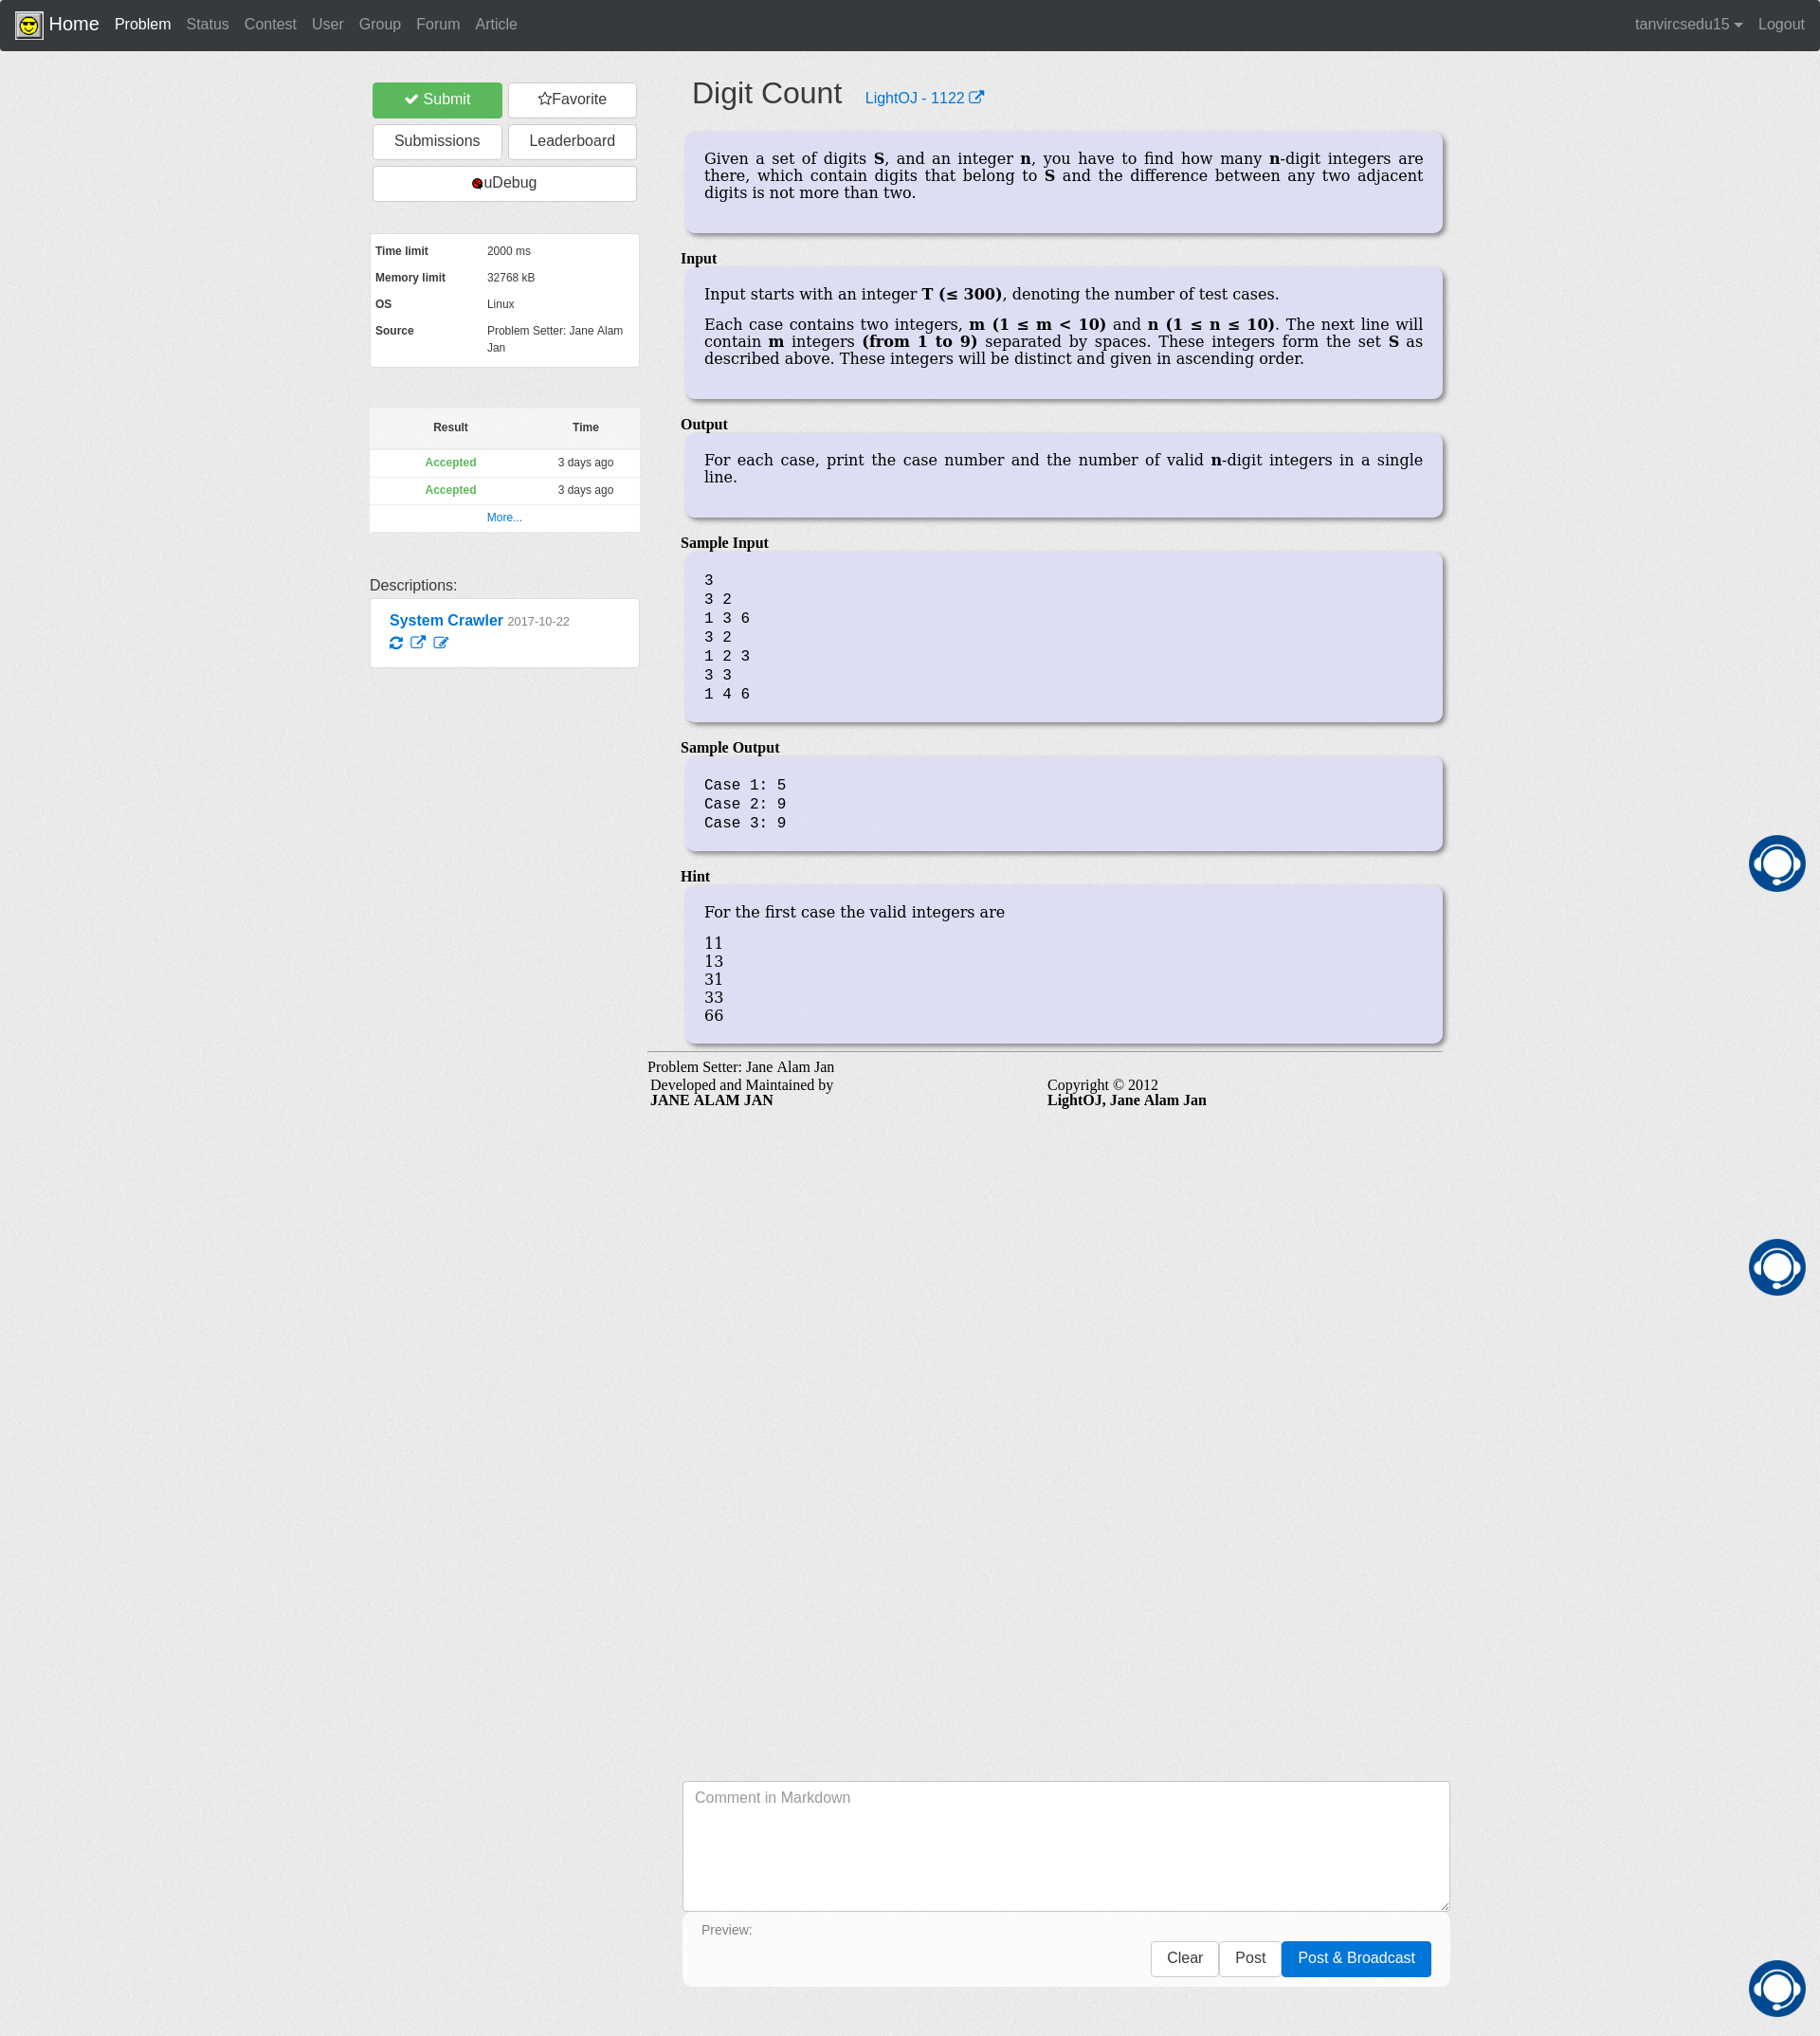 Home Problem Status Contest User Group Forum Article tanvircsedu15 Logout
Submit Favorite
Submissions Leaderboard
uDebug
Time limit 2000 ms
Memory limit 32768 kB
OS Linux
Source Problem Setter: Jane Alam
Jan
Result Time
Accepted 3 days ago
Accepted 3 days ago
More...
Descriptions:
System Crawler 2017-10-22
Digit Count LightOJ - 1122
Given a set of digits S, and an integer n, you have to find how many n-digit integers are
there, which contain digits that belong to S and the difference between any two adjacent
digits is not more than two.
Input
Input starts with an integer T (≤ 300), denoting the number of test cases.
Each case contains two integers, m (1 ≤ m < 10) and n (1 ≤ n ≤ 10). The next line will
contain m integers (from 1 to 9) separated by spaces. These integers form the set S as
described above. These integers will be distinct and given in ascending order.
Output
For each case, print the case number and the number of valid n-digit integers in a single
line.
Sample Input
3
3 2
1 3 6
3 2
1 2 3
3 3
1 4 6
Sample Output
Case 1: 5
Case 2: 9
Case 3: 9
Hint
For the first case the valid integers are
11
13
31
33
66
Problem Setter: Jane Alam Jan
Developed and Maintained by Copyright © 2012
JANE ALAM JAN LightOJ, Jane Alam Jan
Comment in Markdown
Preview:
Clear Post Post & Broadcast